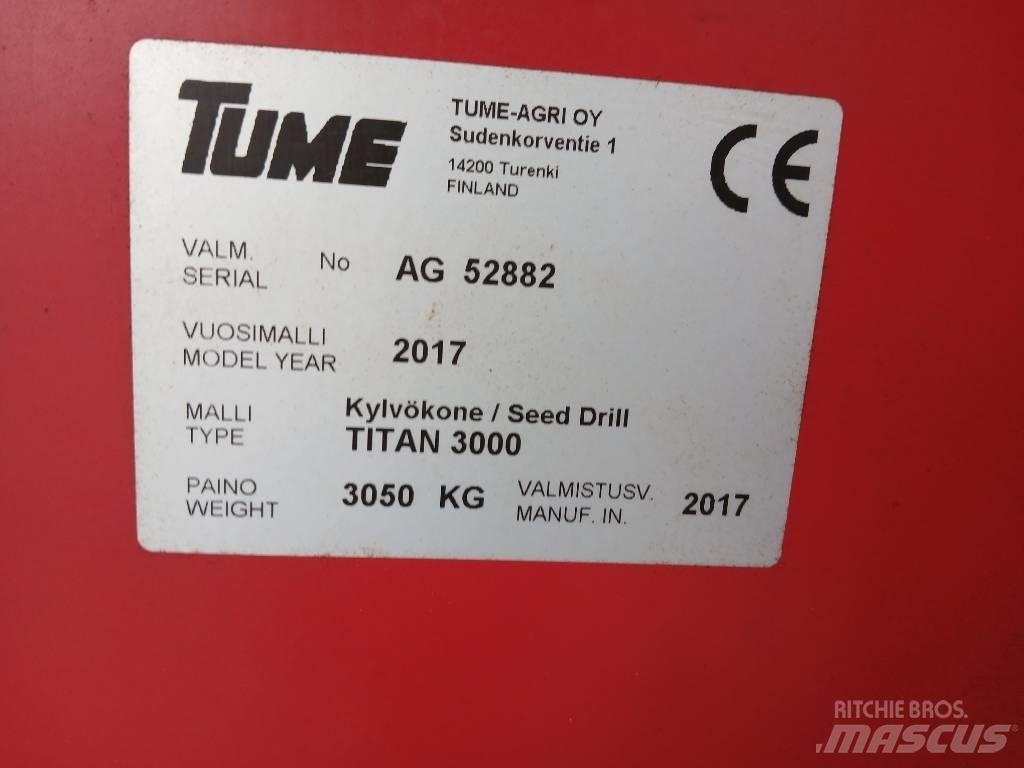 TUME
TUME-AGRI OY
Sudenkorventie 1
14200 Turenki
FINLAND
CE
VALM.
SERIAL
No
AG 52882
VUOSIMALLI
MODEL YEAR
2017
MALLI
TYPE
Kylvökone / Seed Drill
TITAN 3000
PAINO
WEIGHT
3050 KG
VALMISTUSV.
MANUF. IN.
2017
RITCHIE BROS.
MASCUS